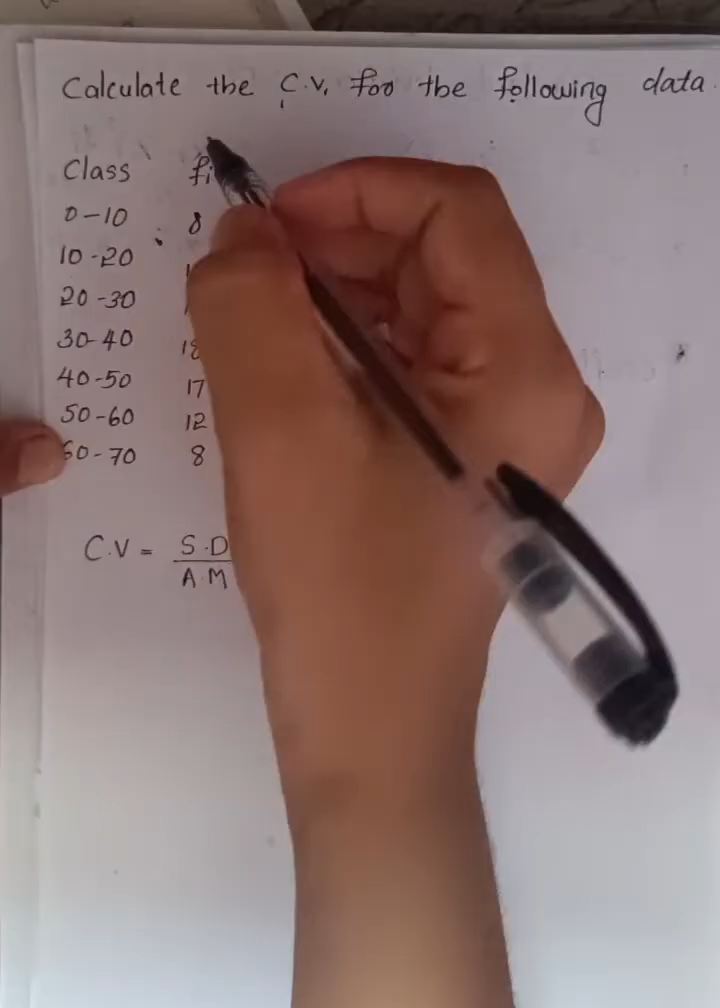 Calculate the C.V. for the following data.
Class fi
0-10 8
10-20
20-30
30-40 18
40-50 17
50-60 12
60-70 8
C.V = S.D
A.M